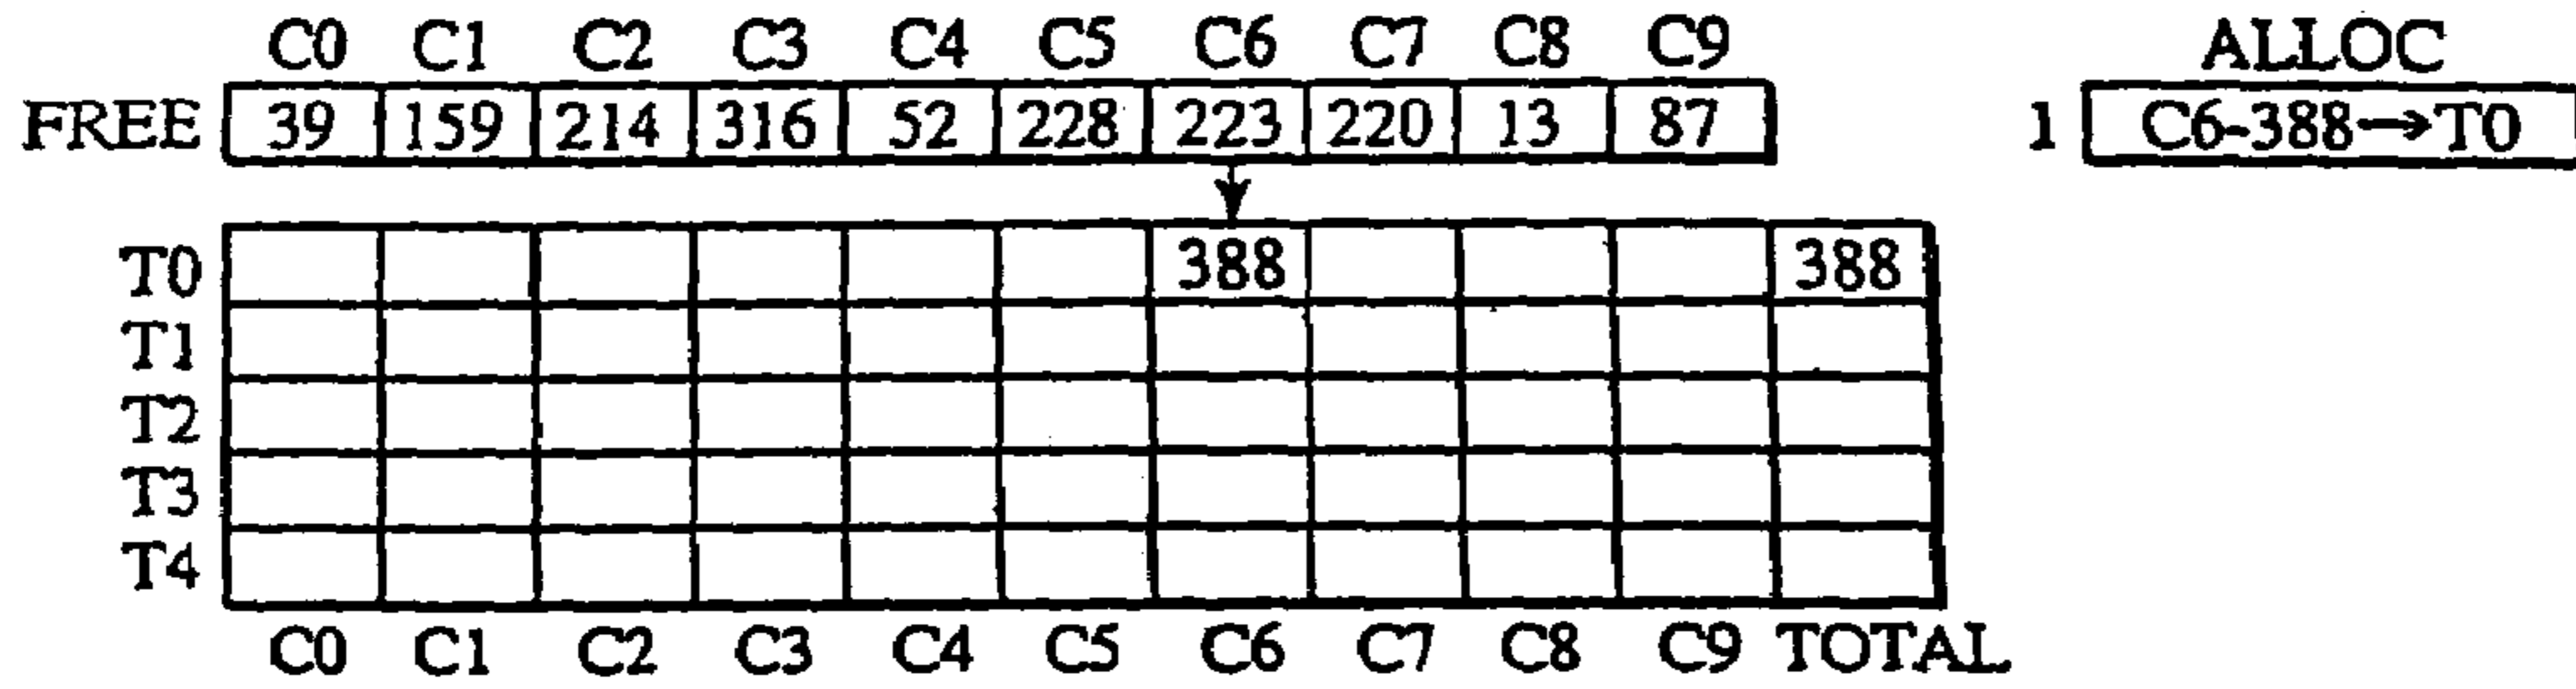 C0 C1 C2 C3 C4 C5 C6 C7 C8 C9 ALLOC
FREE 39 159 214 316 52 228 223 220 13 87 1 C6-388→T0
T0 388 388
T1
T2
T3
T4
C0 C1 C2 C3 C4 C5 C6 C7 C8 C9 TOTAL